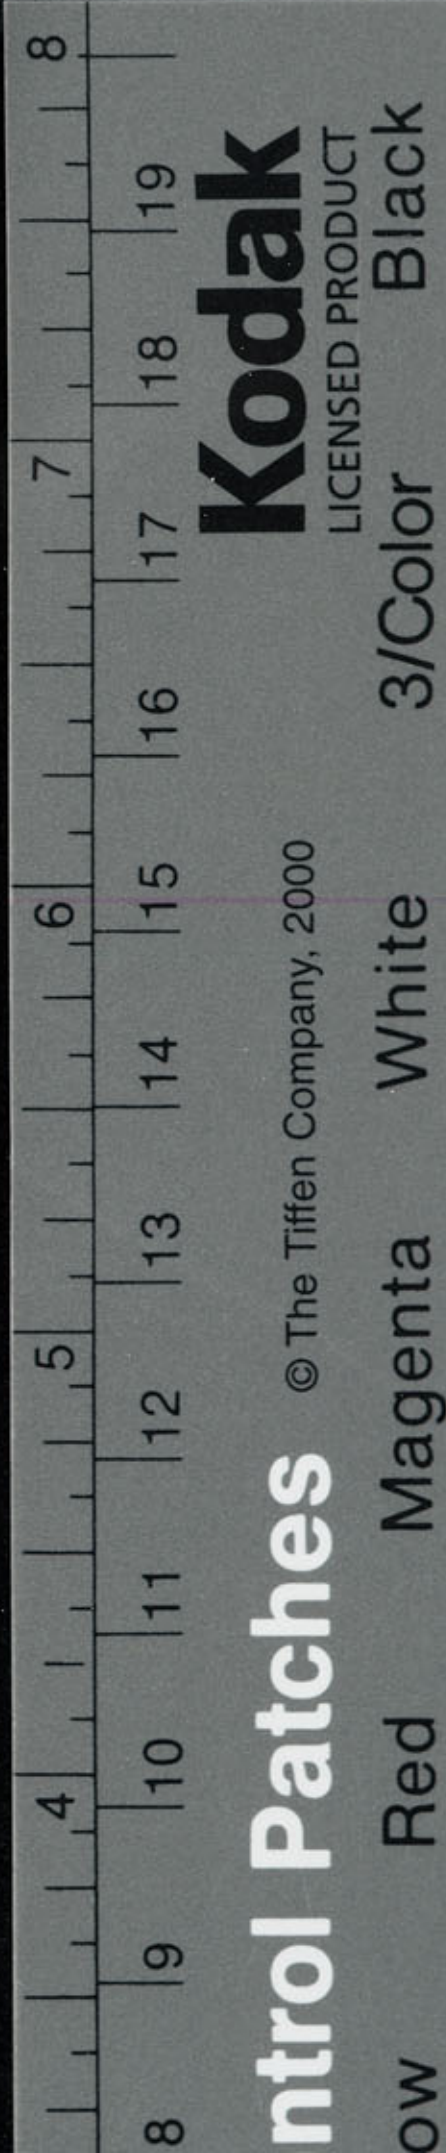 4 5 6 7 8
8 9 10 11 12 13 14 15 16 17 18 19
ntrol Patches © The Tiffen Company, 2000 Kodak
LICENSED PRODUCT
ow Red Magenta White 3/Color Black